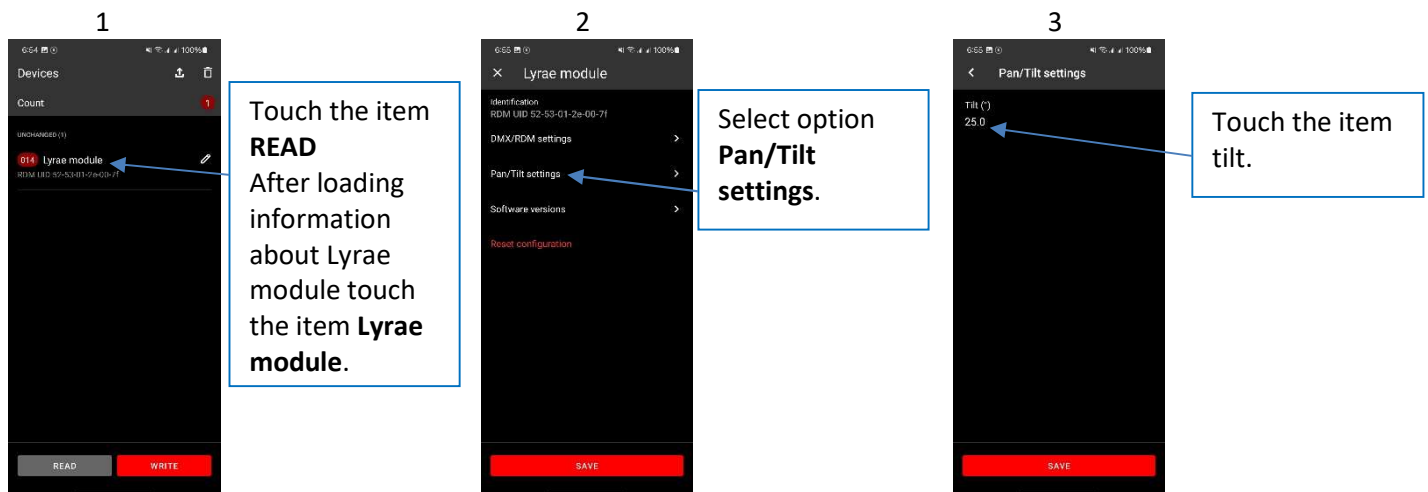 1
6:54
100%
Devices
Count
1
UNCHANGED (1)
014 Lyrae module
RDM UID 52-53-01-2e-00-7f
READ
WRITE
Touch the item
READ
After loading
information
about Lyrae
module touch
the item Lyrae
module.
2
6:55
100%
Lyrae module
Identification
RDM UID 52-53-01-2e-00-7f
DMX/RDM settings
Pan/Tilt settings
Software versions
Reset configuration
SAVE
Select option
Pan/Tilt
settings.
3
6:55
100%
Pan/Tilt settings
Tilt (°)
25.0
SAVE
Touch the item
tilt.